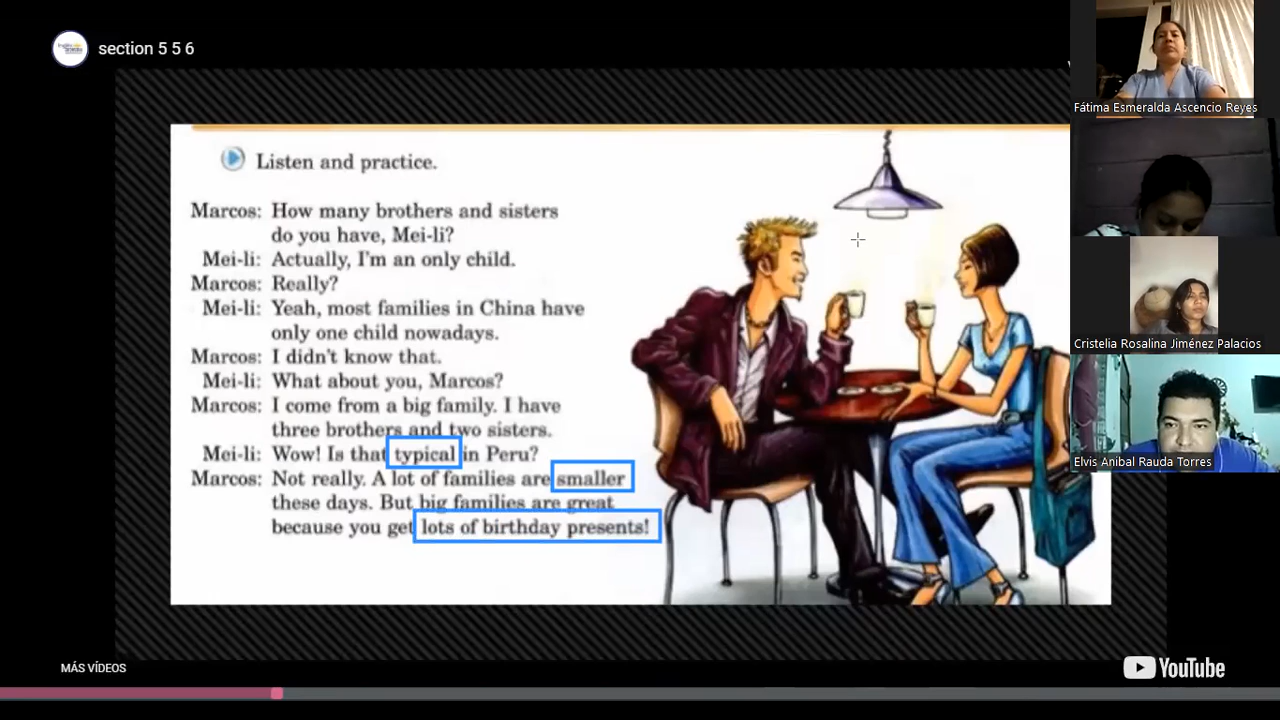 section 5 5 6
Listen and practice.
Marcos: How many brothers and sisters
do you have, Mei-li?
Mei-li: Actually, I'm an only child.
Marcos: Really?
Mei-li: Yeah, most families in China have
only one child nowadays.
Marcos: I didn't know that.
Mei-li: What about you, Marcos?
Marcos: I come from a big family. I have
three brothers and two sisters.
Mei-li: Wow! Is that typical in Peru?
Marcos: Not really. A lot of families are smaller
these days. But big families are great
because you get lots of birthday presents!
Fátima Esmeralda Ascencio Reyes
Cristelia Rosalina Jiménez Palacios
Elvis Anibal Rauda Torres
MÁS VÍDEOS
YouTube